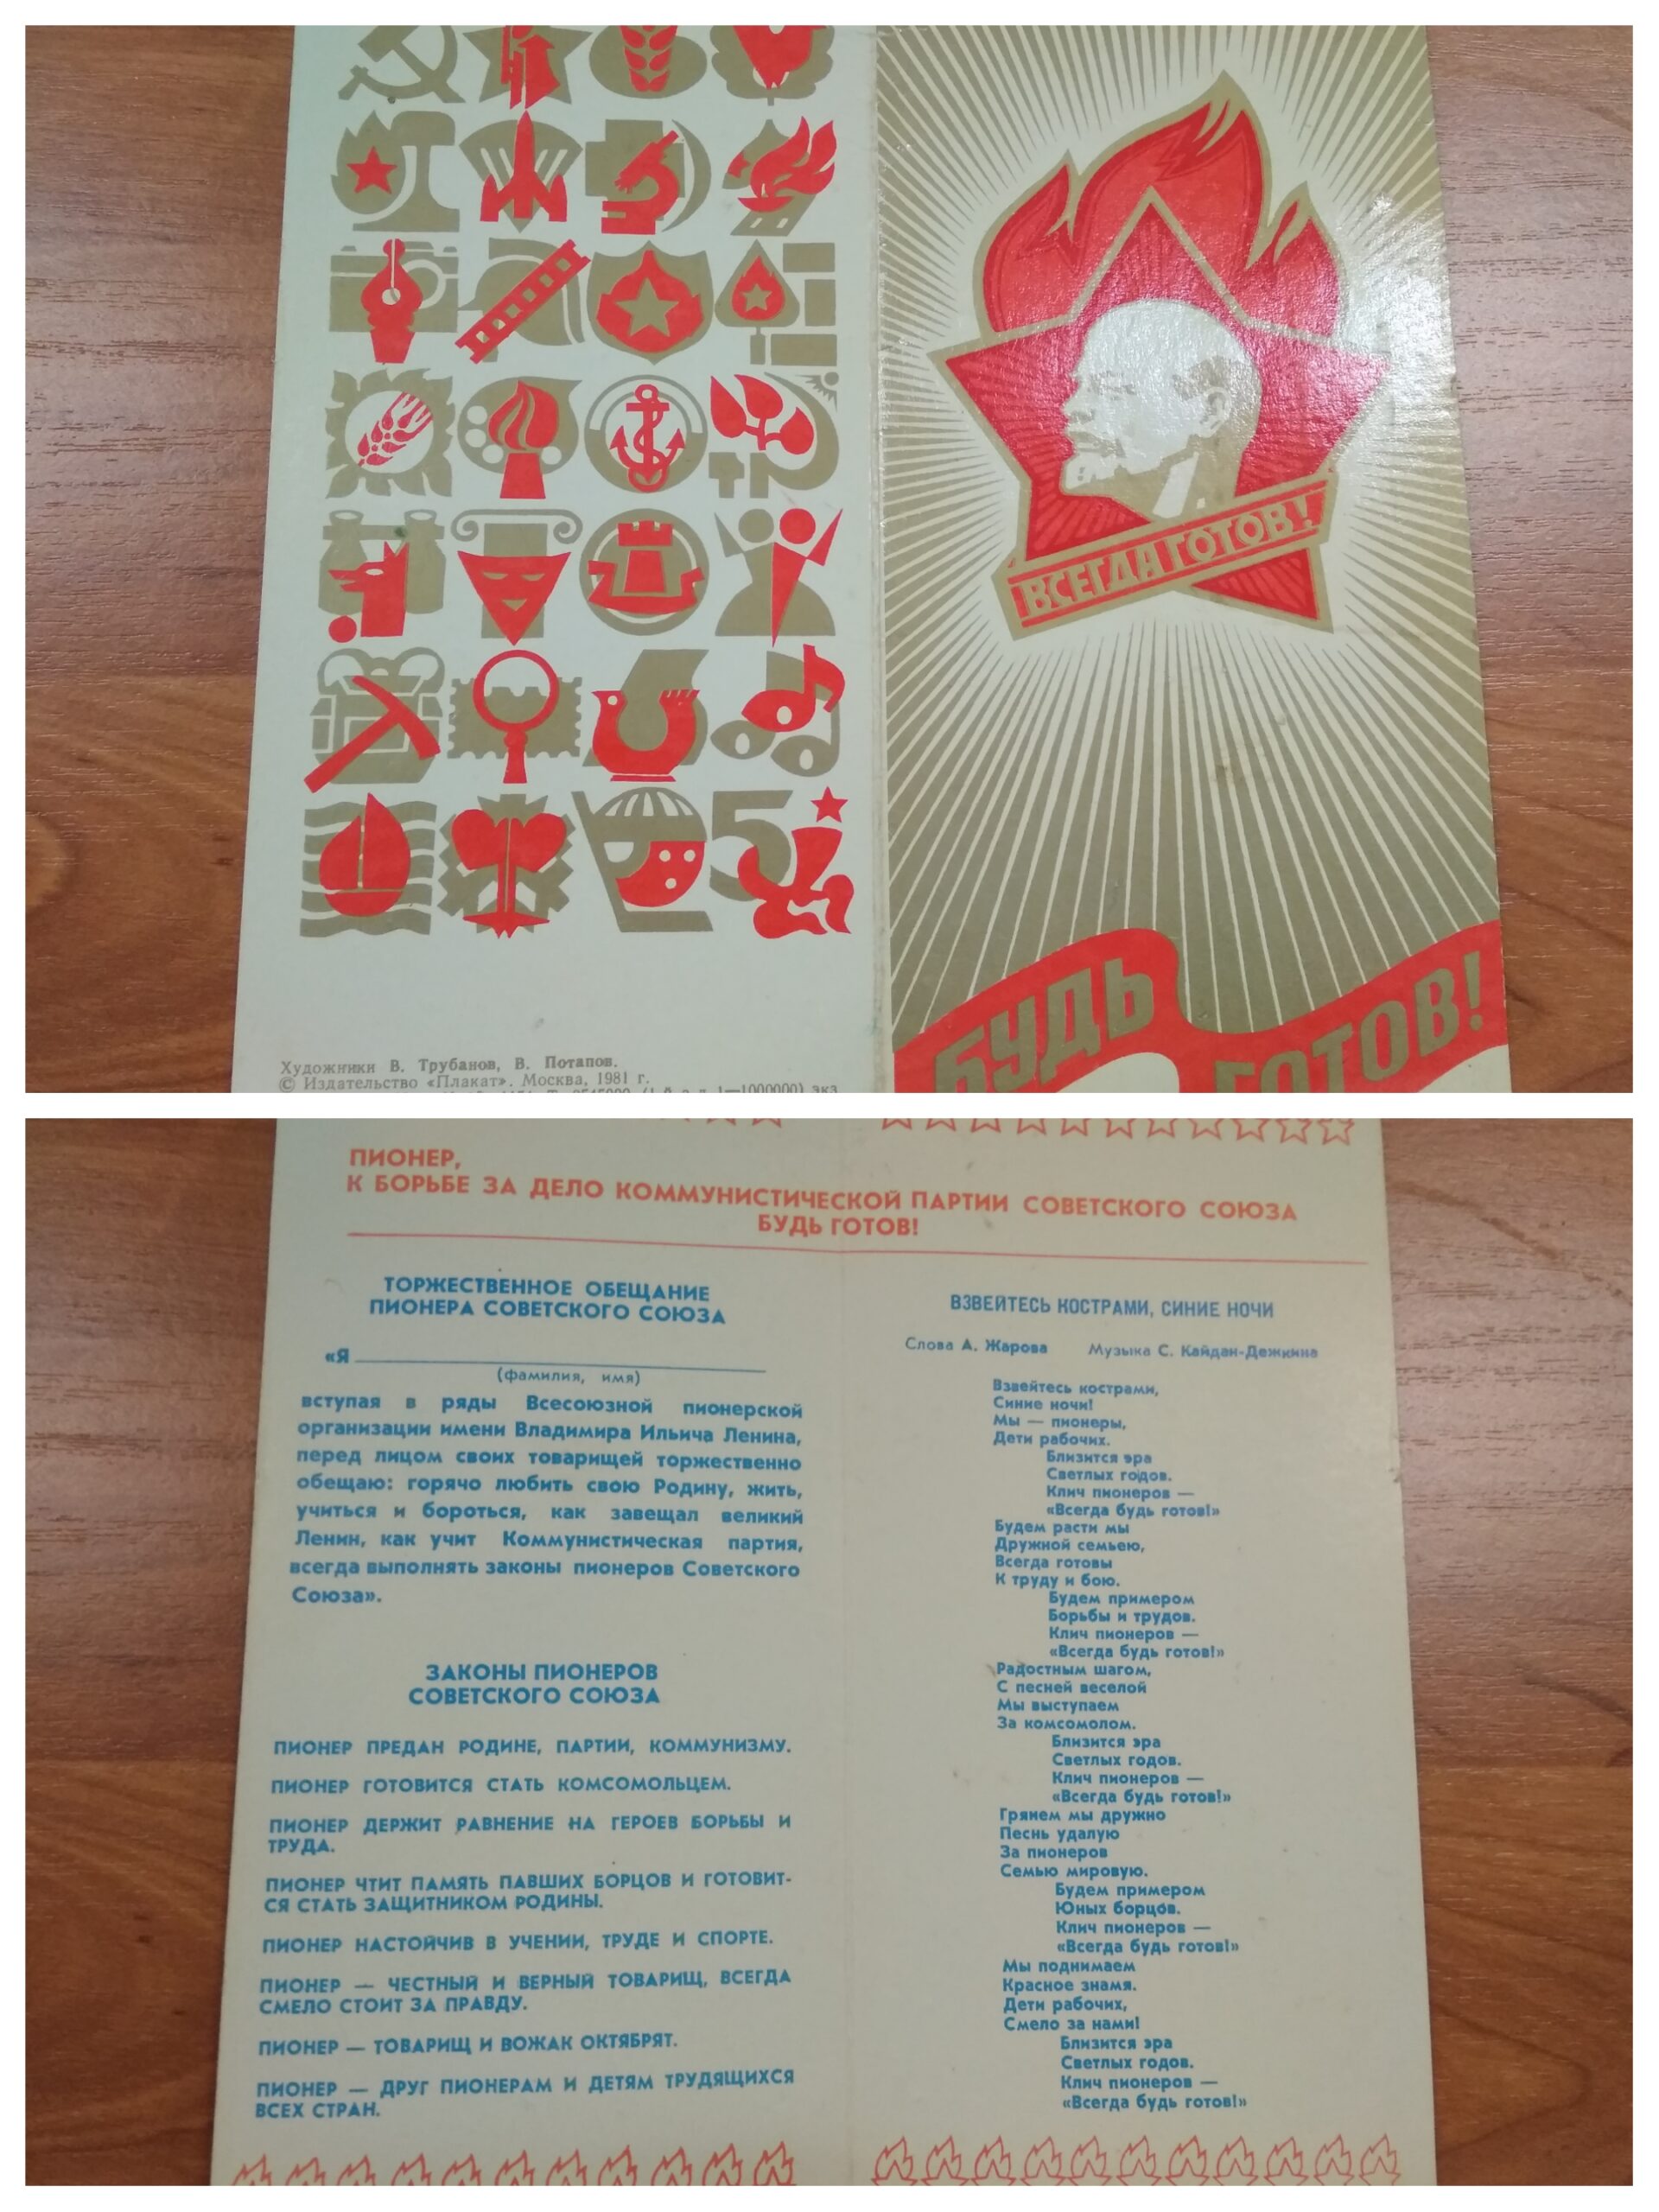 ВСЕГДА ГОТОВ!
БУДЬ
ГОТОВ!
Художники В. Трубанов, В. Потапов.
© Издательство «Плакат». Москва, 1981 г.
1—1000000) экз
5
ПИОНЕР,
К БОРЬБЕ ЗА ДЕЛО КОММУНИСТИЧЕСКОЙ ПАРТИИ СОВЕТСКОГО СОЮЗА
БУДЬ ГОТОВ!
ТОРЖЕСТВЕННОЕ ОБЕЩАНИЕ
ПИОНЕРА СОВЕТСКОГО СОЮЗА
«Я
(фамилия, имя)
вступая в ряды Всесоюзной пионерской
организации имени Владимира Ильича Ленина,
перед лицом своих товарищей торжественно
обещаю: горячо любить свою Родину, жить,
учиться и бороться, как завещал великий
Ленин, как учит Коммунистическая партия,
всегда выполнять законы пионеров Советского
Союза».
ЗАКОНЫ ПИОНЕРОВ
СОВЕТСКОГО СОЮЗА
ПИОНЕР ПРЕДАН РОДИНЕ, ПАРТИИ, КОММУНИЗМУ.
ПИОНЕР ГОТОВИТСЯ СТАТЬ КОМСОМОЛЬЦЕМ.
ПИОНЕР ДЕРЖИТ РАВНЕНИЕ НА ГЕРОЕВ БОРЬБЫ И
ТРУДА.
ПИОНЕР ЧТИТ ПАМЯТЬ ПАВШИХ БОРЦОВ И ГОТОВИТ-
СЯ СТАТЬ ЗАЩИТНИКОМ РОДИНЫ.
ПИОНЕР НАСТОЙЧИВ В УЧЕНИИ, ТРУДЕ И СПОРТЕ.
ПИОНЕР — ЧЕСТНЫЙ И ВЕРНЫЙ ТОВАРИЩ, ВСЕГДА
СМЕЛО СТОИТ ЗА ПРАВДУ.
ПИОНЕР — ТОВАРИЩ И ВОЖАК ОКТЯБРЯТ.
ПИОНЕР — ДРУГ ПИОНЕРАМ И ДЕТЯМ ТРУДЯЩИХСЯ
ВСЕХ СТРАН.
ВЗВЕЙТЕСЬ КОСТРАМИ, СИНИЕ НОЧИ
Слова А. Жарова Музыка С. Кайдан-Дежкина
Взвейтесь кострами,
Синие ночи!
Мы — пионеры,
Дети рабочих.
Близится эра
Светлых годов.
Клич пионеров —
«Всегда будь готов!»
Будем расти мы
Дружной семьею,
Всегда готовы
К труду и бою.
Будем примером
Борьбы и трудов.
Клич пионеров —
«Всегда будь готов!»
Радостным шагом,
С песней веселой
Мы выступаем
За комсомолом.
Близится эра
Светлых годов.
Клич пионеров —
«Всегда будь готов!»
Грянем мы дружно
Песнь удалую
За пионеров
Семью мировую.
Будем примером
Юных борцов.
Клич пионеров —
«Всегда будь готов!»
Мы поднимаем
Красное знамя.
Дети рабочих,
Смело за нами!
Близится эра
Светлых годов.
Клич пионеров —
«Всегда будь готов!»